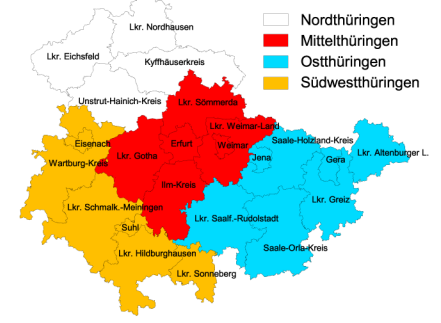 Nordthüringen
Mittelthüringen
Ostthüringen
Südwestthüringen
Lkr. Nordhausen
Lkr. Eichsfeld
Kyffhäuserkreis
Unstrut-Hainich-Kreis
Lkr. Sömmerda
Lkr. Weimar-Land
Eisenach
Erfurt
Weimar
Saale-Holzland-Kreis
Wartburg-Kreis
Lkr. Gotha
Jena
Gera
Lkr. Altenburger L.
Ilm-Kreis
Lkr. Greiz
Lkr. Schmalk.-Meiningen
Lkr. Saalf.-Rudolstadt
Suhl
Saale-Orla-Kreis
Lkr. Hildburghausen
Lkr. Sonneberg